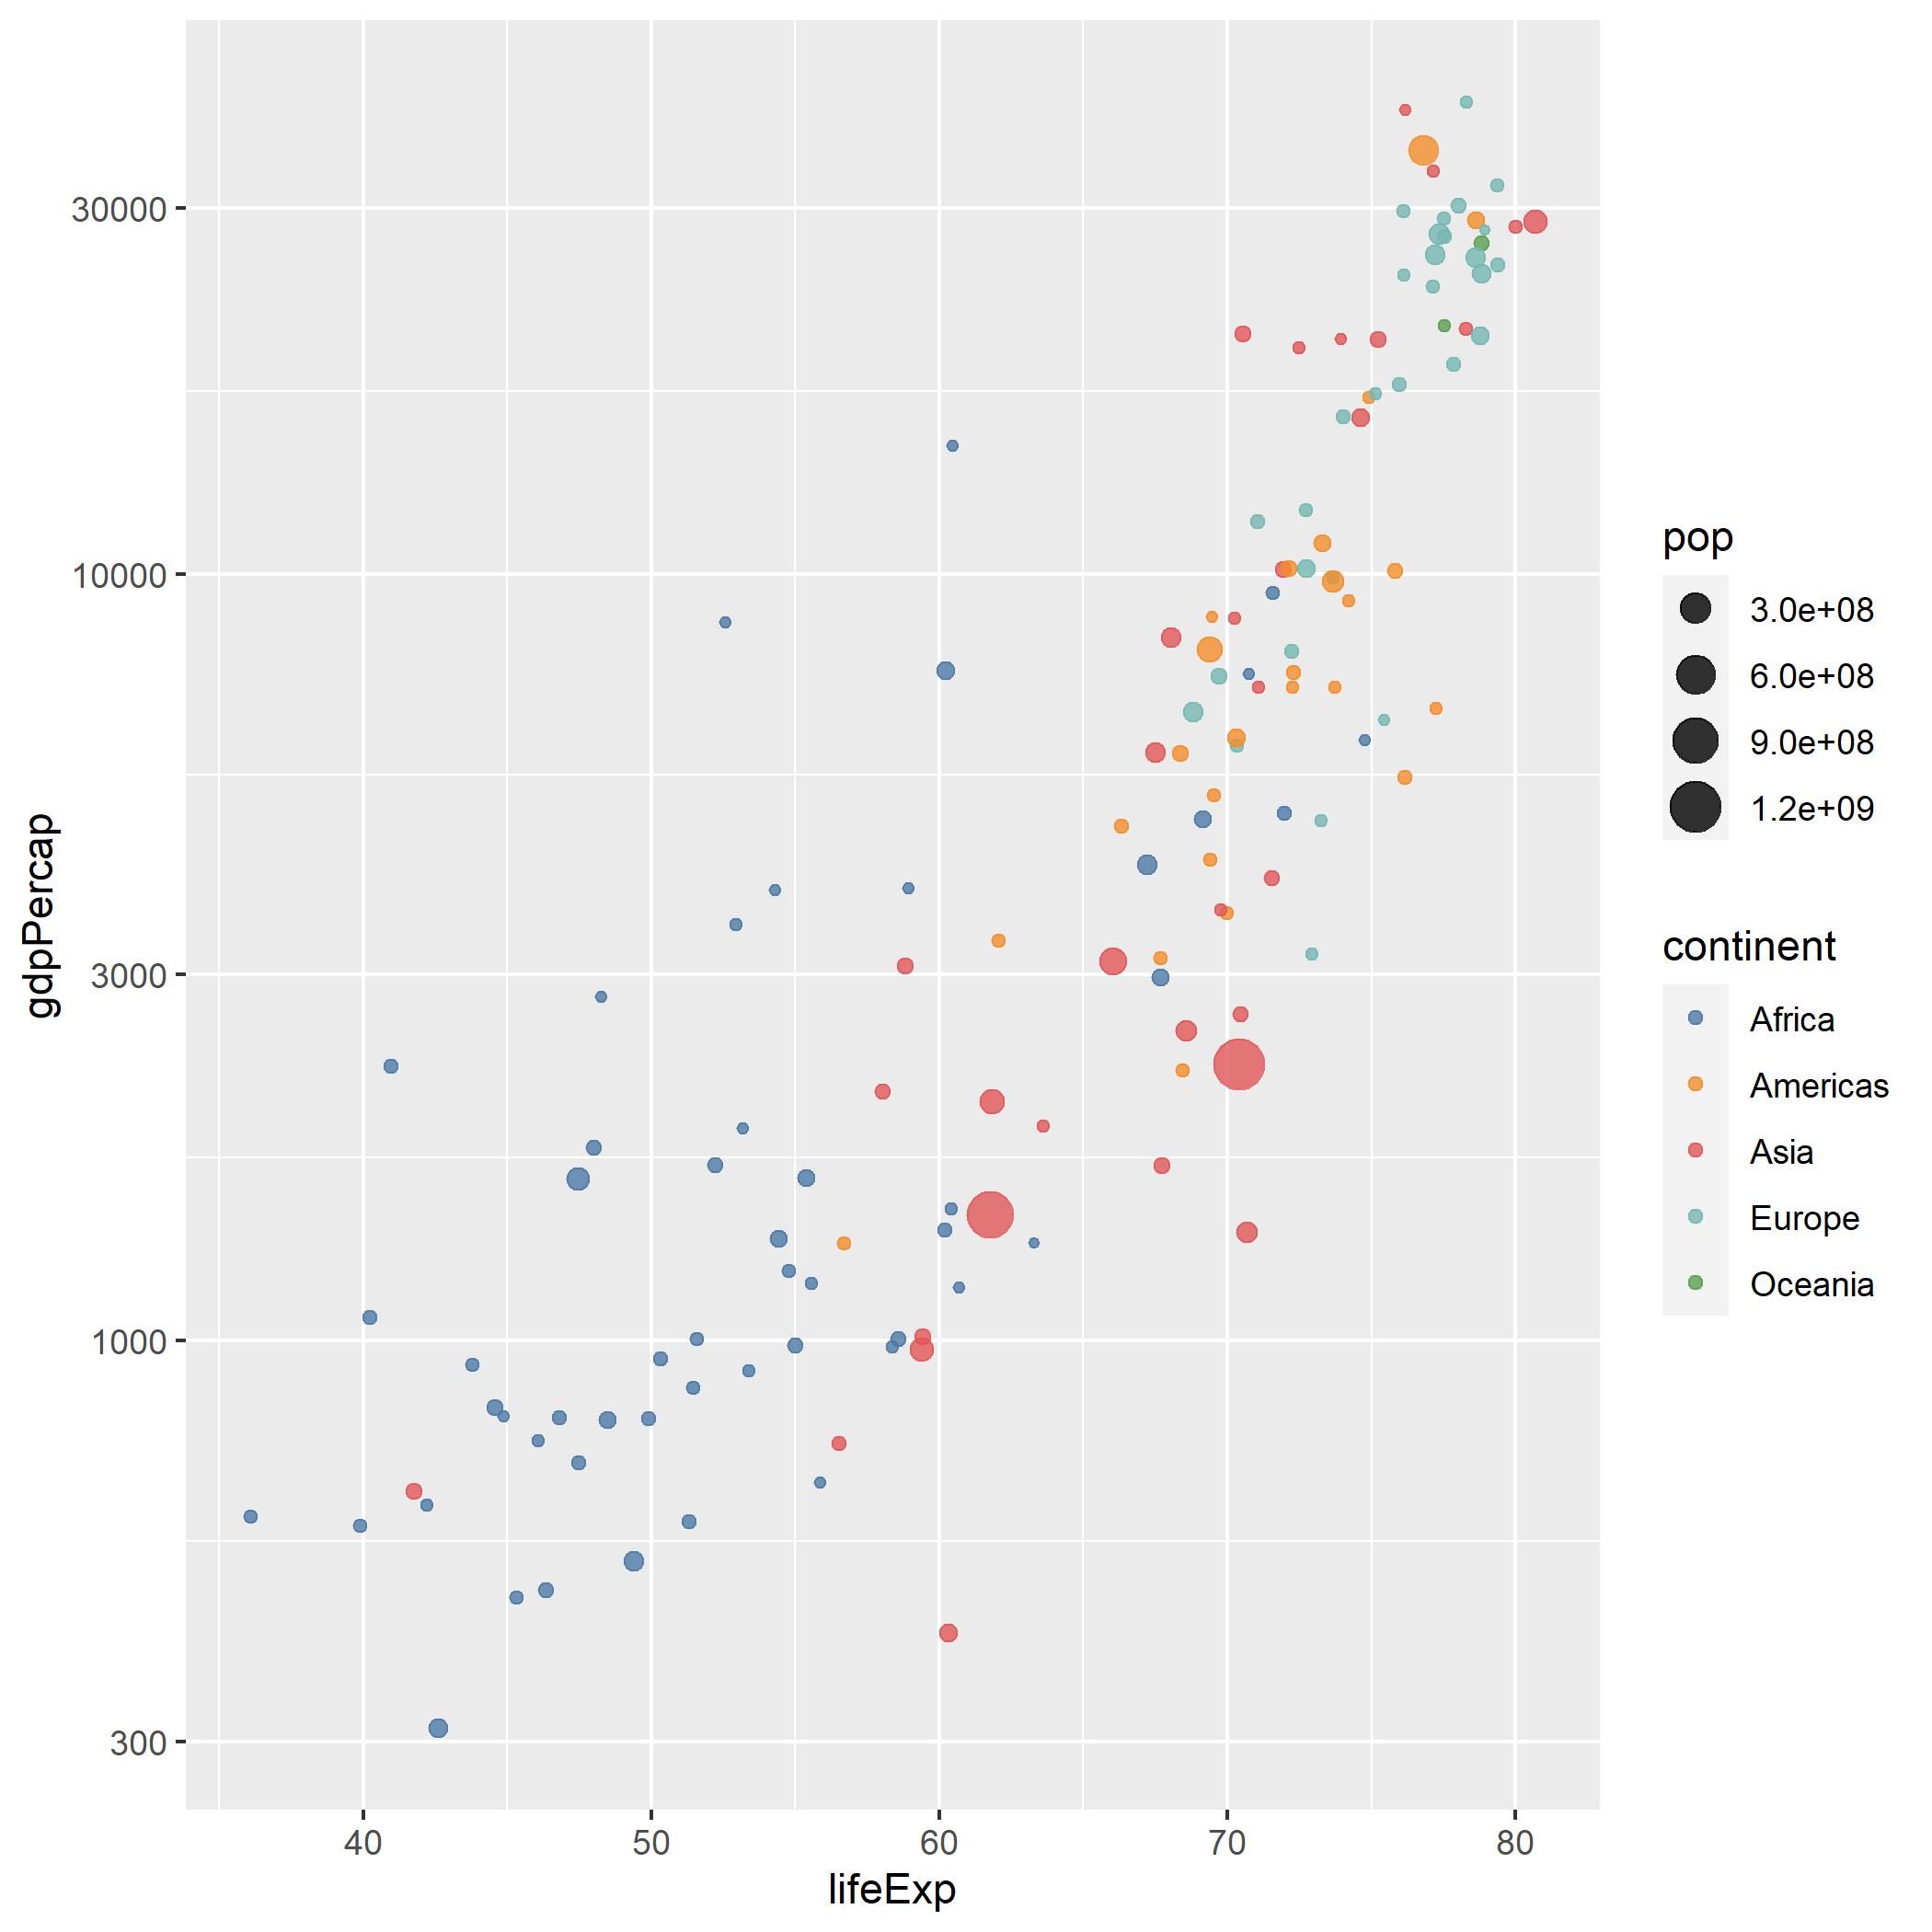 30000
10000
3000
1000
300
gdpPercap
40 50 60 70 80
lifeExp
pop
3.0e+08
6.0e+08
9.0e+08
1.2e+09
continent
Africa
Americas
Asia
Europe
Oceania